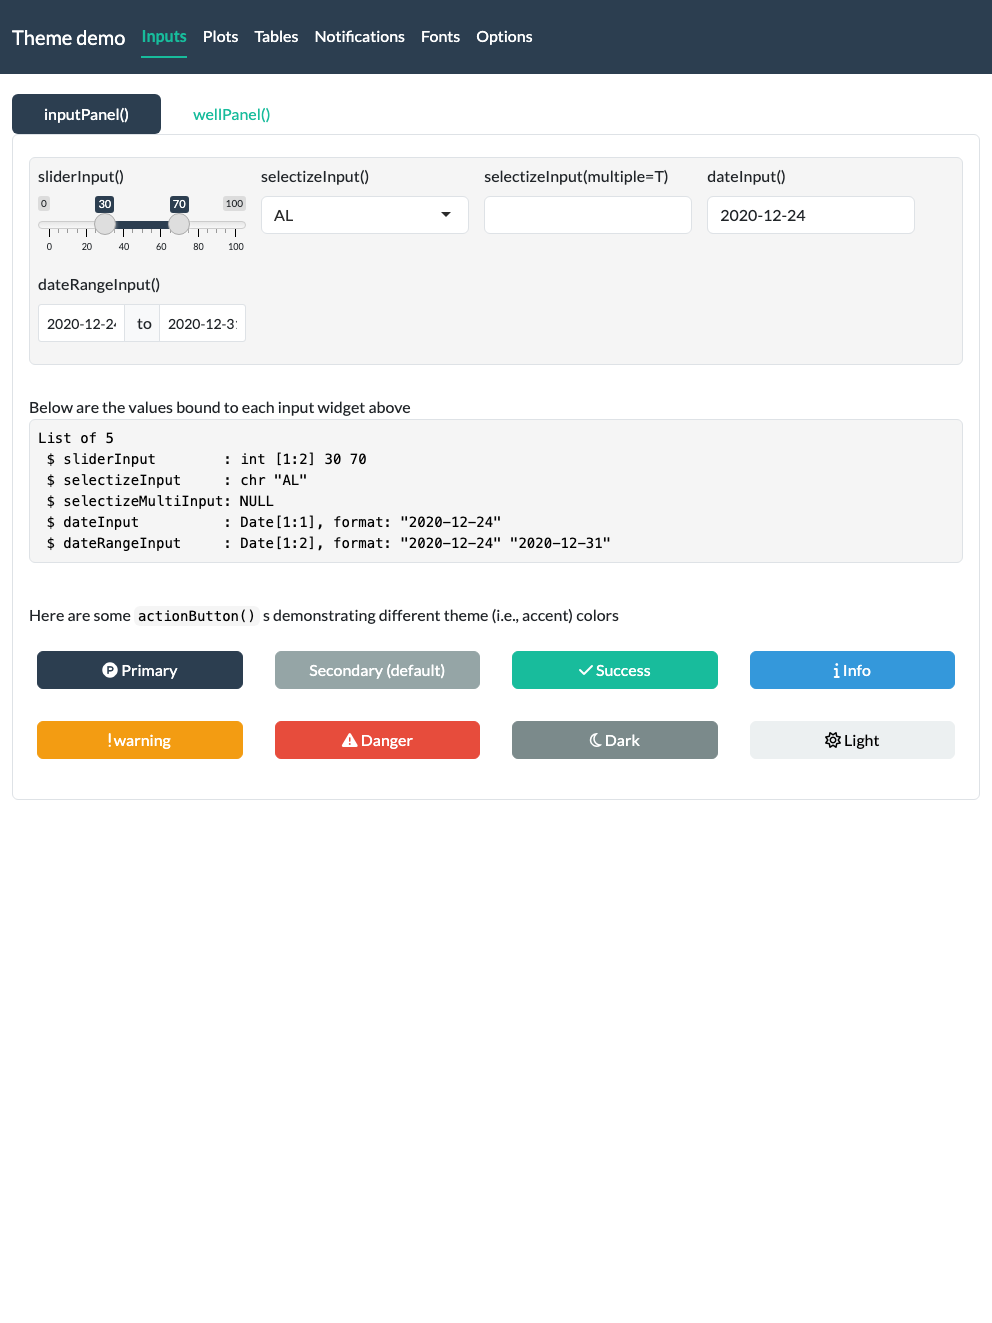 Theme demo Inputs Plots Tables Notifications Fonts Options
inputPanel() wellPanel()
sliderInput() selectizeInput() selectizeInput(multiple=T) dateInput()
0 30 70 100
AL 2020-12-24
0 20 40 60 80 100
dateRangeInput()
2020-12-24 to 2020-12-31
Below are the values bound to each input widget above
List of 5
$ sliderInput : int [1:2] 30 70
$ selectizeInput : chr "AL"
$ selectizeMultiInput: NULL
$ dateInput : Date[1:1], format: "2020-12-24"
$ dateRangeInput : Date[1:2], format: "2020-12-24" "2020-12-31"
Here are some actionButton() s demonstrating different theme (i.e., accent) colors
Primary Secondary (default) Success Info
warning Danger Dark Light